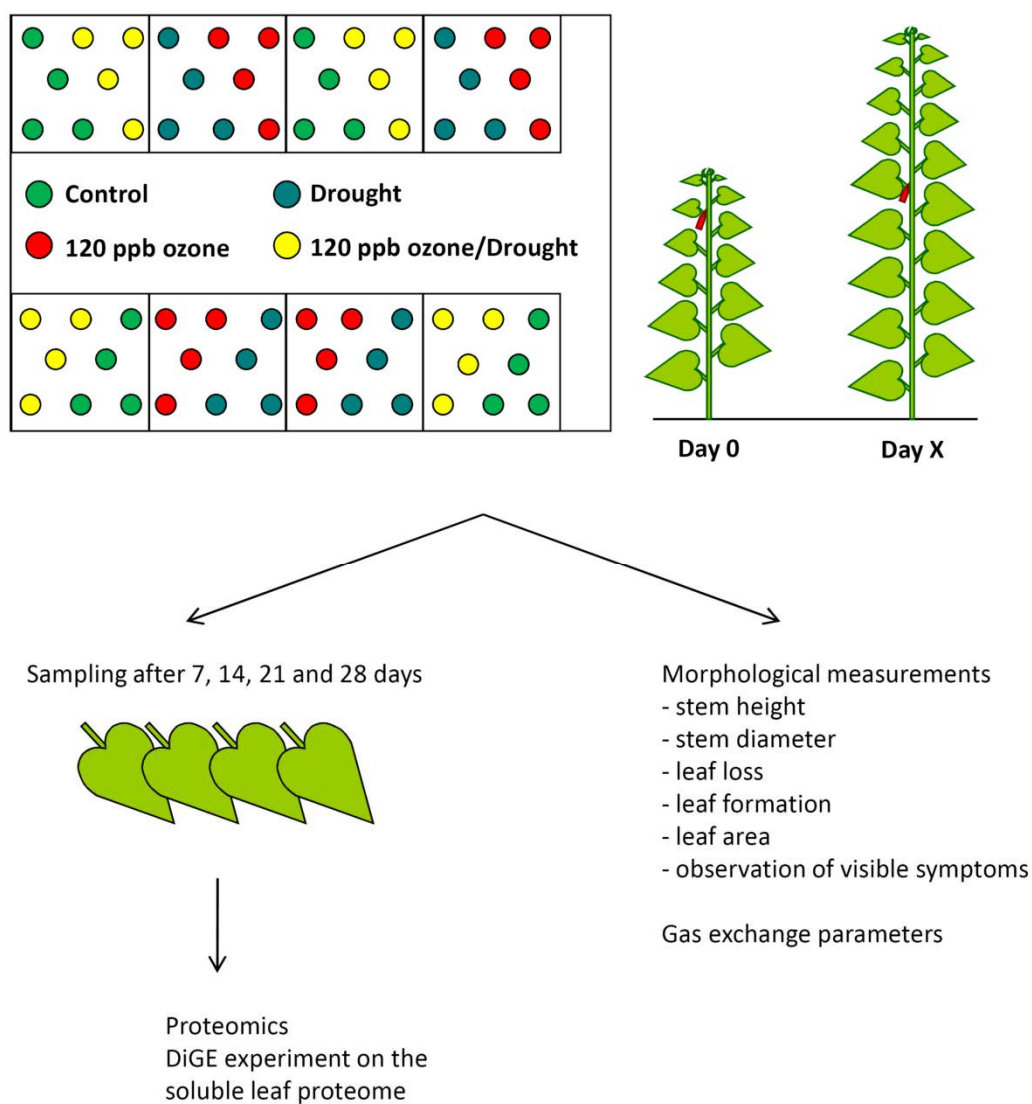 Control
Drought
120 ppb ozone
120 ppb ozone/Drought
Day 0
Day X
Sampling after 7, 14, 21 and 28 days
Proteomics
DiGE experiment on the
soluble leaf proteome
Morphological measurements
- stem height
- stem diameter
- leaf loss
- leaf formation
- leaf area
- observation of visible symptoms
Gas exchange parameters